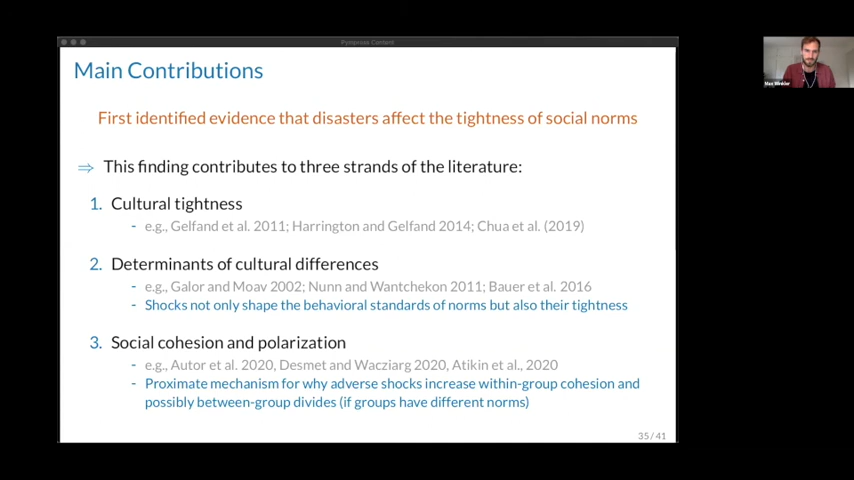 Pympress Content
Main Contributions
First identified evidence that disasters affect the tightness of social norms
⇒ This finding contributes to three strands of the literature:
1. Cultural tightness
- e.g., Gelfand et al. 2011; Harrington and Gelfand 2014; Chua et al. (2019)
2. Determinants of cultural differences
- e.g., Galor and Moav 2002; Nunn and Wantchekon 2011; Bauer et al. 2016
- Shocks not only shape the behavioral standards of norms but also their tightness
3. Social cohesion and polarization
- e.g., Autor et al. 2020, Desmet and Wacziarg 2020, Atikin et al., 2020
- Proximate mechanism for why adverse shocks increase within-group cohesion and
possibly between-group divides (if groups have different norms)
35/41
Max Winkler